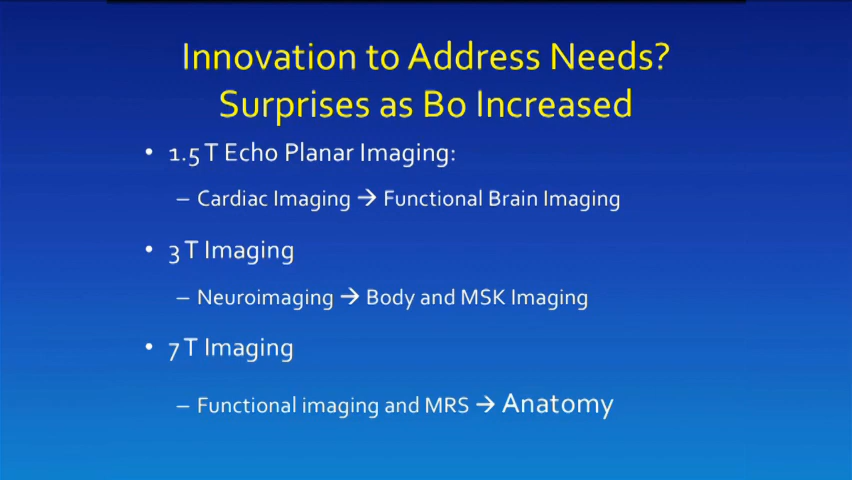 Innovation to Address Needs?
Surprises as Bo Increased
• 1.5 T Echo Planar Imaging:
– Cardiac Imaging → Functional Brain Imaging
• 3 T Imaging
– Neuroimaging → Body and MSK Imaging
• 7 T Imaging
– Functional imaging and MRS → Anatomy